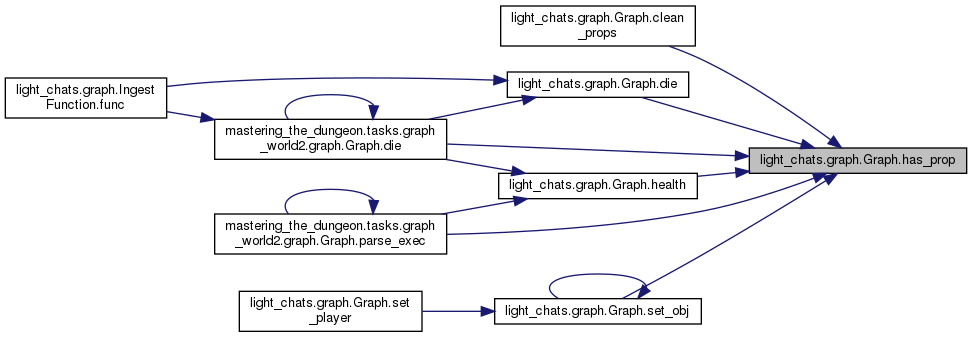 light_chats.graph.Graph.clean
_props
light_chats.graph.Ingest
Function.func
light_chats.graph.Graph.die
mastering_the_dungeon.tasks.graph
_world2.graph.Graph.die
light_chats.graph.Graph.has_prop
light_chats.graph.Graph.health
mastering_the_dungeon.tasks.graph
_world2.graph.Graph.parse_exec
light_chats.graph.Graph.set
_player
light_chats.graph.Graph.set_obj